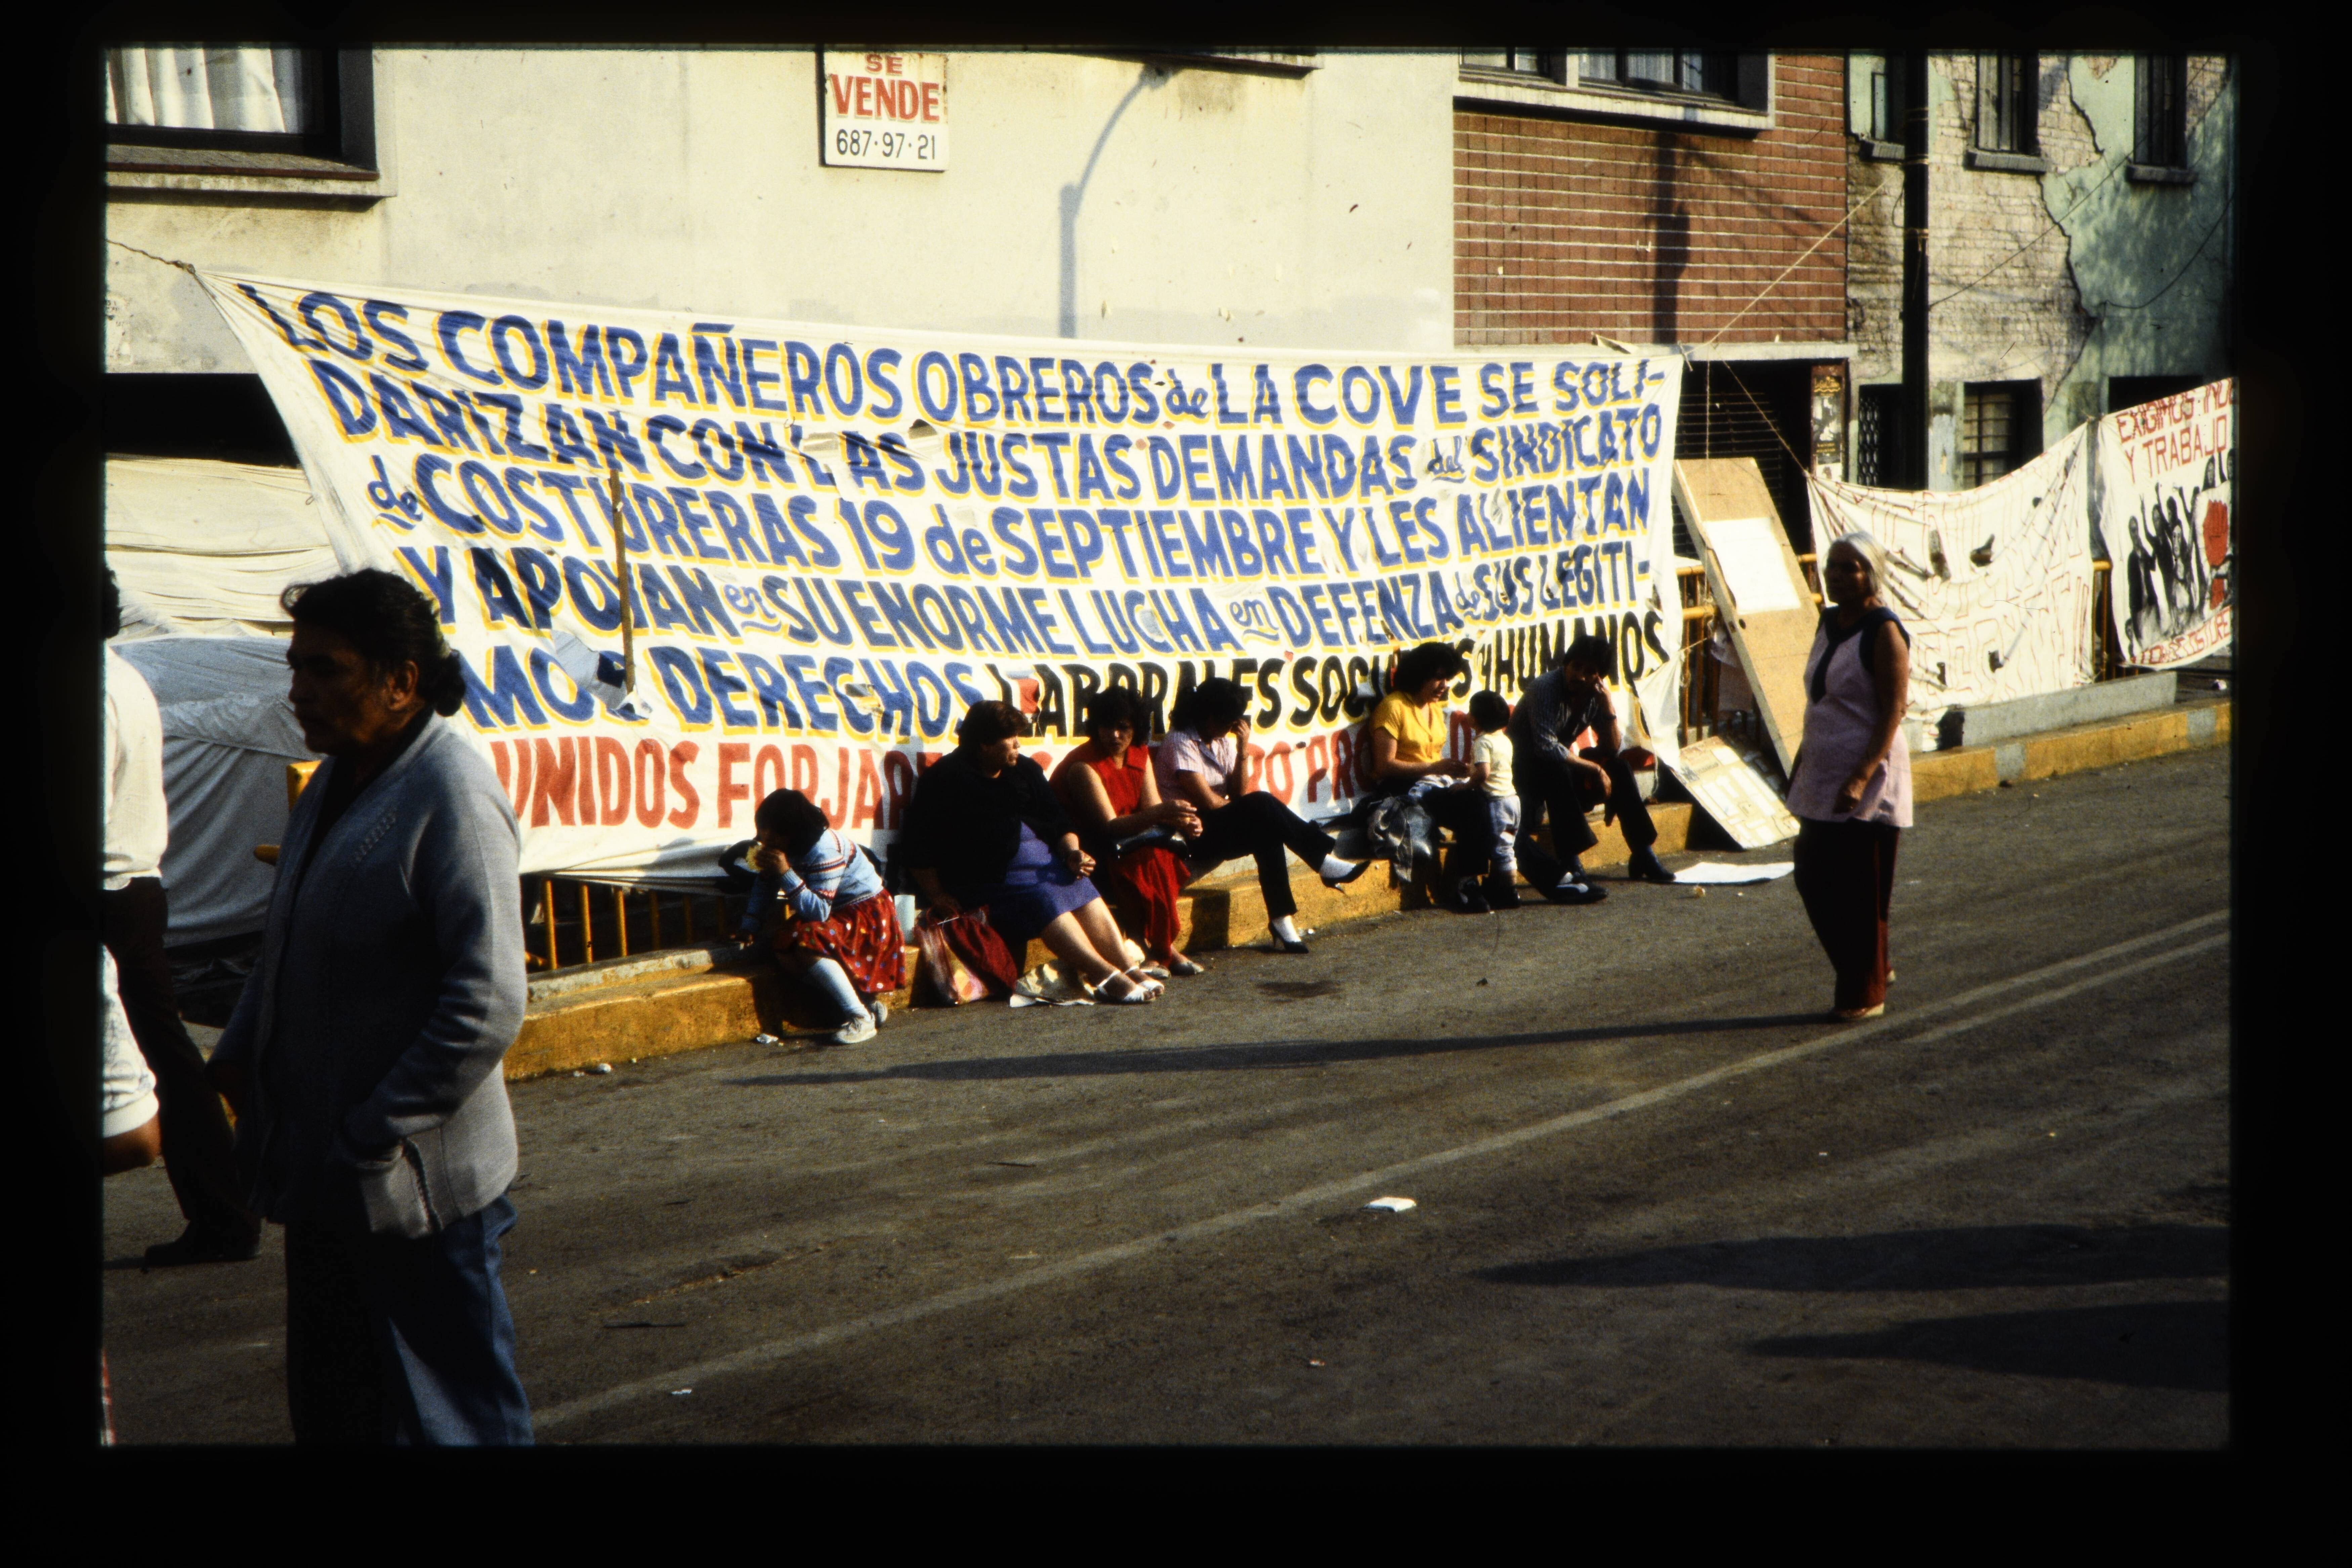 SE
VENDE
687·97·21
LOS COMPAÑEROS OBREROS de LA COVE SE SOLI-
DARIZAN CON LAS JUSTAS DEMANDAS del SINDICATO
de COSTURERAS 19 de SEPTIEMBRE Y LES ALIENTAN
Y APOYAN en SU ENORME LUCHA en DEFENZA de SUS LEGITI-
MOS DERECHOS LABORALES SOCIALES y HUMANOS
UNIDOS
EXIGIMOS
Y TRABAJO